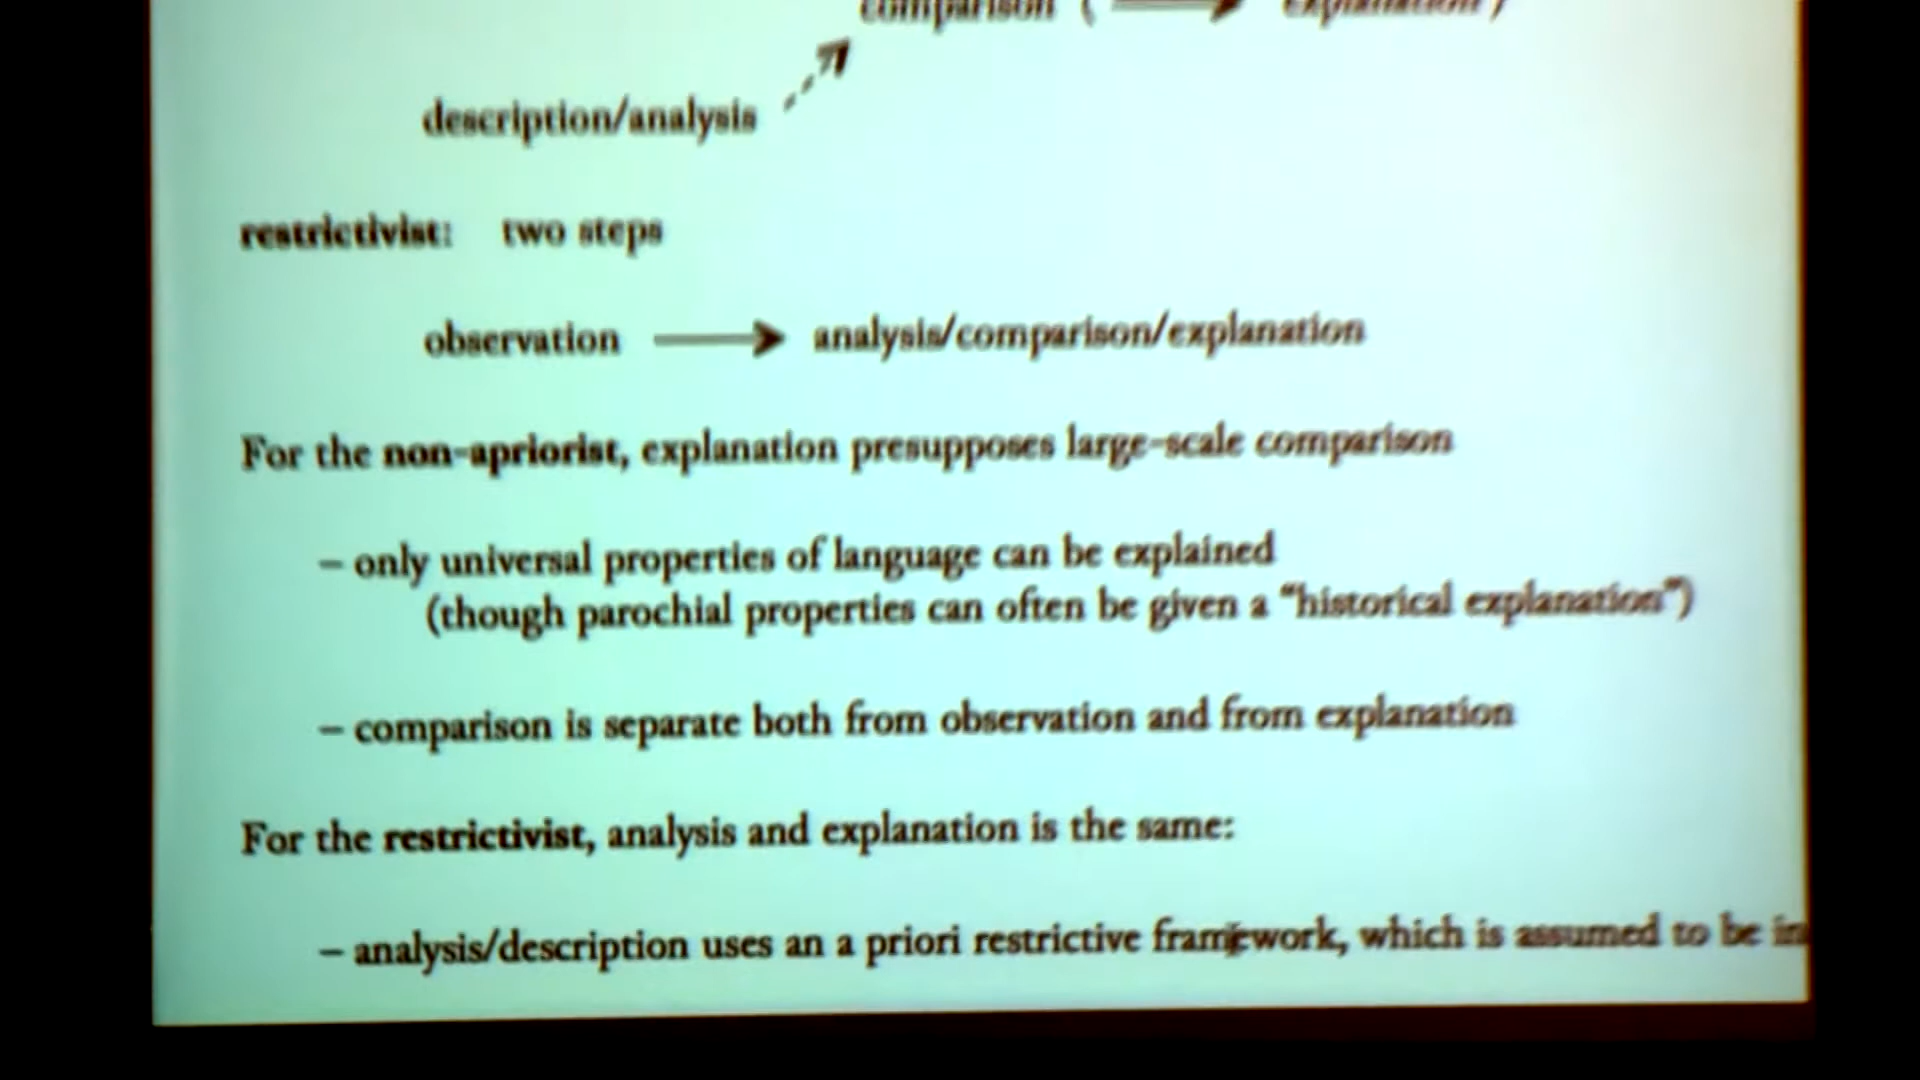 comparison ( explanation )
description/analysis
restrictivist: two steps
observation analysis/comparison/explanation
For the non-apriorist, explanation presupposes large-scale comparison
– only universal properties of language can be explained
(though parochial properties can often be given a “historical explanation”)
– comparison is separate both from observation and from explanation
For the restrictivist, analysis and explanation is the same:
– analysis/description uses an a priori restrictive framework, which is assumed to be in